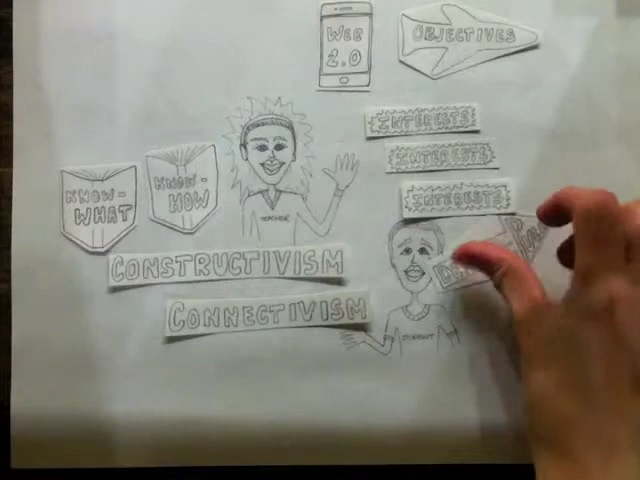 WEB
2.0
OBJECTIVES
INTERESTS
INTERESTS
INTERESTS
KNOW-
WHAT
KNOW-
HOW
TEACHER
CONSTRUCTIVISM
CONNECTIVISM
STUDENT